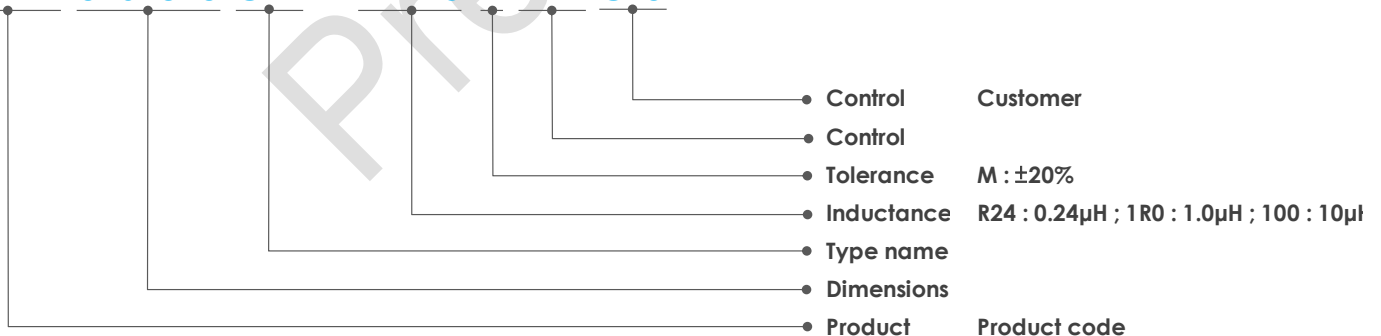 Control Customer
Control
Tolerance M : ±20%
Inductance R24 : 0.24µH ; 1R0 : 1.0µH ; 100 : 10µH
Type name
Dimensions
Product Product code